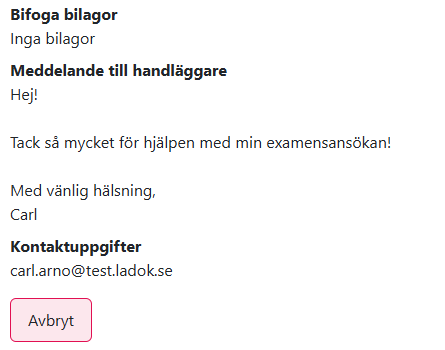 Bifoga bilagor
Inga bilagor
Meddelande till handläggare
Hej!
Tack så mycket för hjälpen med min examensansökan!
Med vänlig hälsning,
Carl
Kontaktuppgifter
carl.arno@test.ladok.se
Avbryt